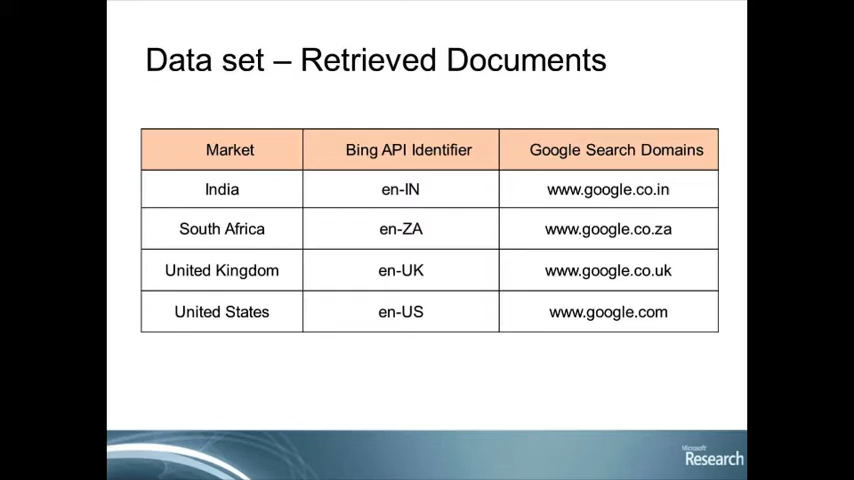 Data set – Retrieved Documents
Market Bing API Identifier Google Search Domains
India en-IN www.google.co.in
South Africa en-ZA www.google.co.za
United Kingdom en-UK www.google.co.uk
United States en-US www.google.com
Microsoft
Research